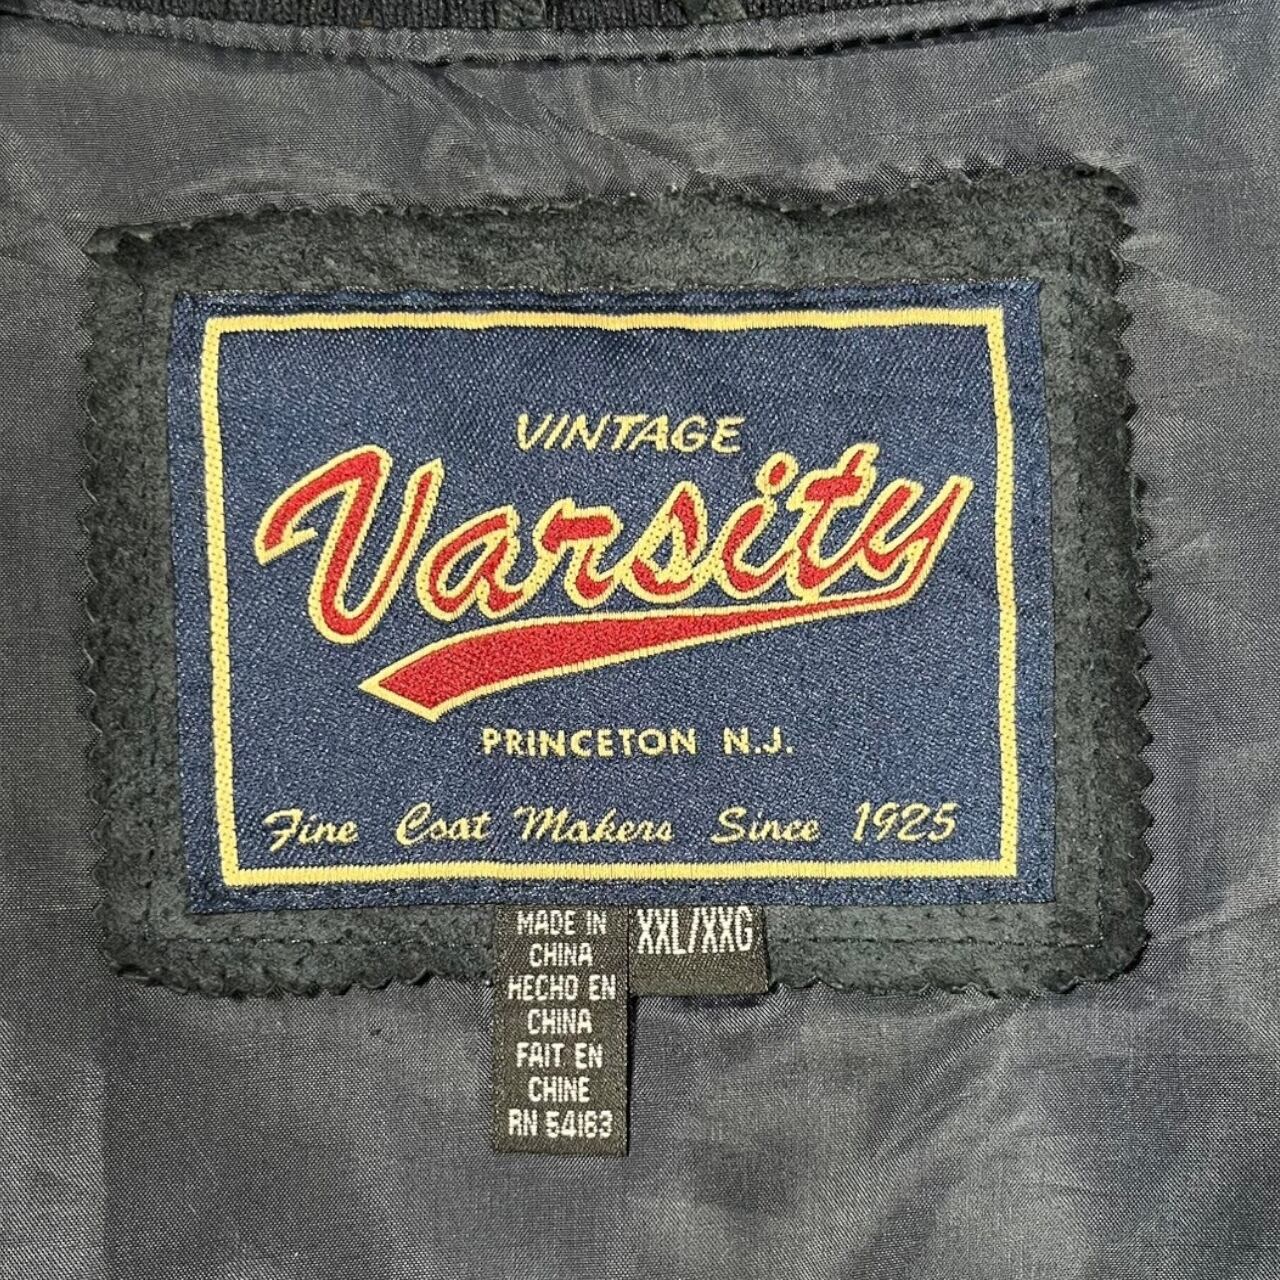 VINTAGE
Varsity
PRINCETON N.J.
Fine Coat Makers Since 1925
MADE IN
CHINA
HECHO EN
CHINA
FAIT EN
CHINE
RN 54163
XXL/XXG